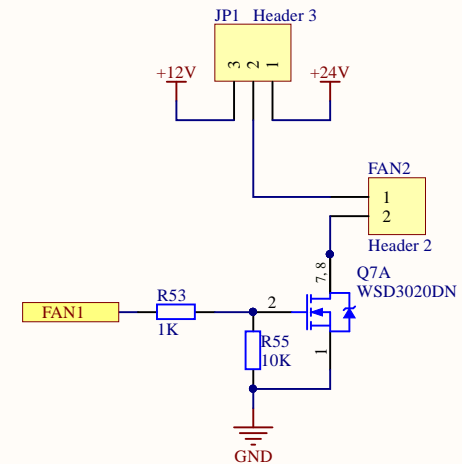 JP1 Header 3
+12V
+24V
3
2
1
FAN2
1
2
Header 2
7, 8
Q7A
WSD3020DN
R53
2
FAN1
1K
R55
10K
1
GND